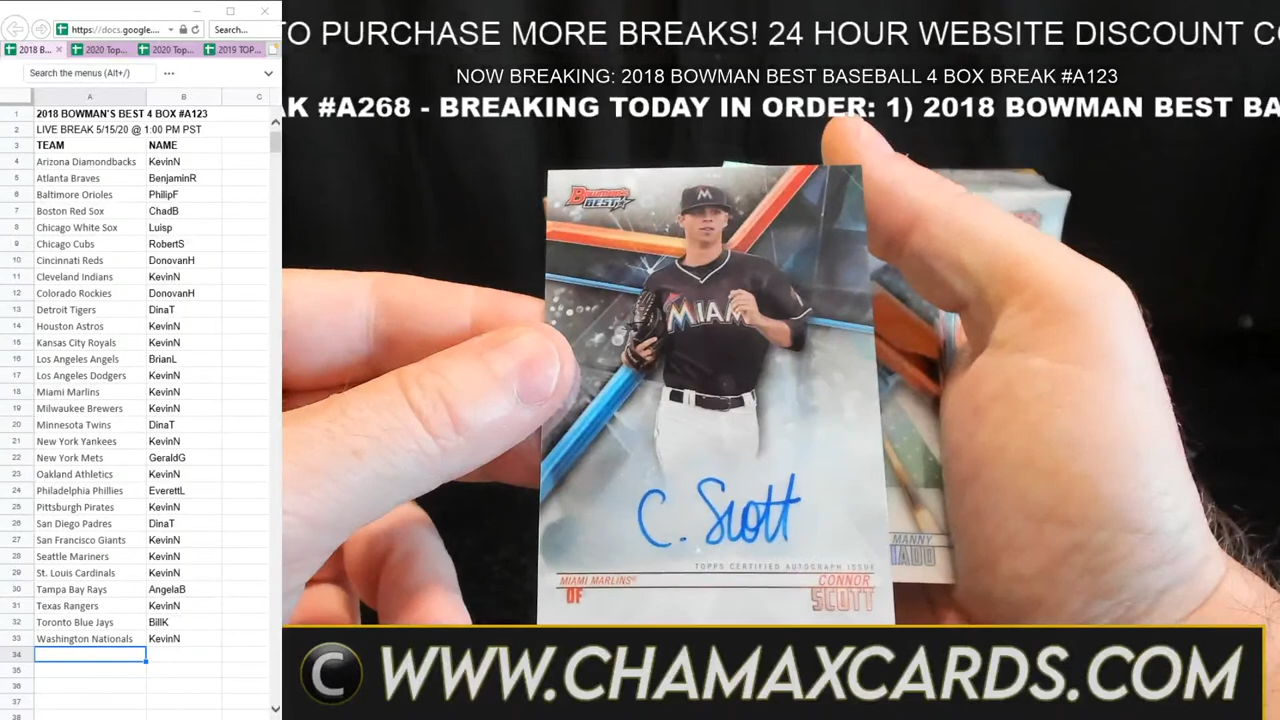 https://docs.google....
Search...
2018 B...
2020 Top...
2020 Top...
2019 TOP...
Search the menus (Alt+/)
A B C
1 2018 BOWMAN'S BEST 4 BOX #A123
2 LIVE BREAK 5/15/20 @ 1:00 PM PST
3 TEAM NAME
4 Arizona Diamondbacks KevinN
5 Atlanta Braves BenjaminR
6 Baltimore Orioles PhilipF
7 Boston Red Sox ChadB
8 Chicago White Sox Luisp
9 Chicago Cubs RobertS
10 Cincinnati Reds DonovanH
11 Cleveland Indians KevinN
12 Colorado Rockies DonovanH
13 Detroit Tigers DinaT
14 Houston Astros KevinN
15 Kansas City Royals KevinN
16 Los Angeles Angels BrianL
17 Los Angeles Dodgers KevinN
18 Miami Marlins KevinN
19 Milwaukee Brewers KevinN
20 Minnesota Twins DinaT
21 New York Yankees KevinN
22 New York Mets GeraldG
23 Oakland Athletics KevinN
24 Philadelphia Phillies EverettL
25 Pittsburgh Pirates KevinN
26 San Diego Padres DinaT
27 San Francisco Giants KevinN
28 Seattle Mariners KevinN
29 St. Louis Cardinals KevinN
30 Tampa Bay Rays AngelaB
31 Texas Rangers KevinN
32 Toronto Blue Jays BillK
33 Washington Nationals KevinN
34
35
36
37
38
TO PURCHASE MORE BREAKS! 24 HOUR WEBSITE DISCOUNT CO
NOW BREAKING: 2018 BOWMAN BEST BASEBALL 4 BOX BREAK #A123
AK #A268 - BREAKING TODAY IN ORDER: 1) 2018 BOWMAN BEST BA
Bowman's
BEST
M
MIAM
C. Scott
TOPPS CERTIFIED AUTOGRAPH ISSUE
MIAMI MARLINS®
OF
CONNOR
SCOTT
MANNY
HADO
C WWW.CHAMAXCARDS.COM